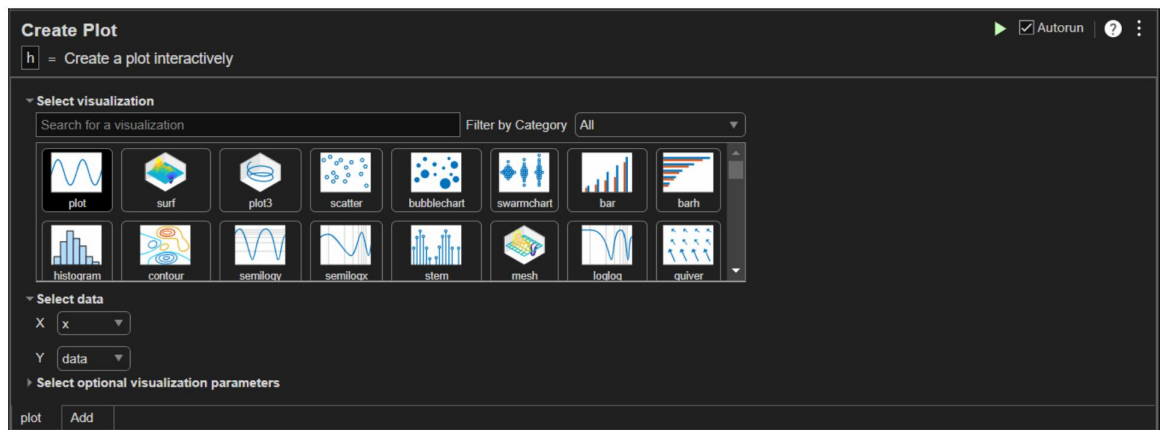 Create Plot
Autorun
?
h = Create a plot interactively
Select visualization
Search for a visualization Filter by Category All
plot surf plot3 scatter bubblechart swarmchart bar barh
histogram contour semilogy semilogx stem mesh loglog quiver
Select data
X x
Y data
Select optional visualization parameters
plot Add